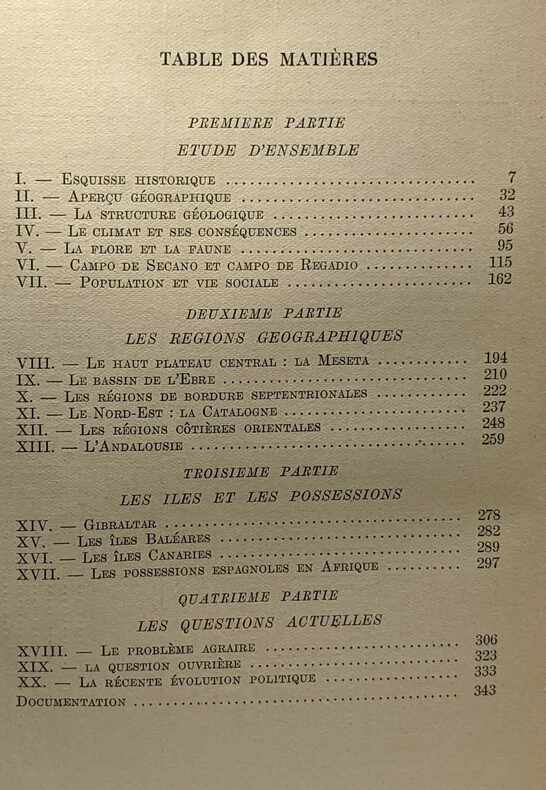 TABLE DES MATIÈRES
PREMIERE PARTIE
ETUDE D'ENSEMBLE
I. — Esquisse historique ................................ 7
II. — Aperçu géographique ............................ 32
III. — La structure géologique ........................ 43
IV. — Le climat et ses conséquences .................... 56
V. — La flore et la faune ............................ 95
VI. — Campo de Secano et campo de Regadio .............. 115
VII. — Population et vie sociale ....................... 162
DEUXIEME PARTIE
LES REGIONS GEOGRAPHIQUES
VIII. — Le haut plateau central : la Meseta ............ 194
IX. — Le bassin de l'Ebre ............................ 210
X. — Les régions de bordure septentrionales ............ 222
XI. — Le Nord-Est : la Catalogne ...................... 237
XII. — Les régions côtières orientales ................. 248
XIII. — L'Andalousie ................................. 259
TROISIEME PARTIE
LES ILES ET LES POSSESSIONS
XIV. — Gibraltar .................................... 278
XV. — Les îles Baléares .............................. 282
XVI. — Les îles Canaries .............................. 289
XVII. — Les possessions espagnoles en Afrique .......... 297
QUATRIEME PARTIE
LES QUESTIONS ACTUELLES
XVIII. — Le problème agraire .......................... 306
XIX. — la question ouvrière .......................... 323
XX. — La récente évolution politique .................. 333
Documentation ........................................ 343